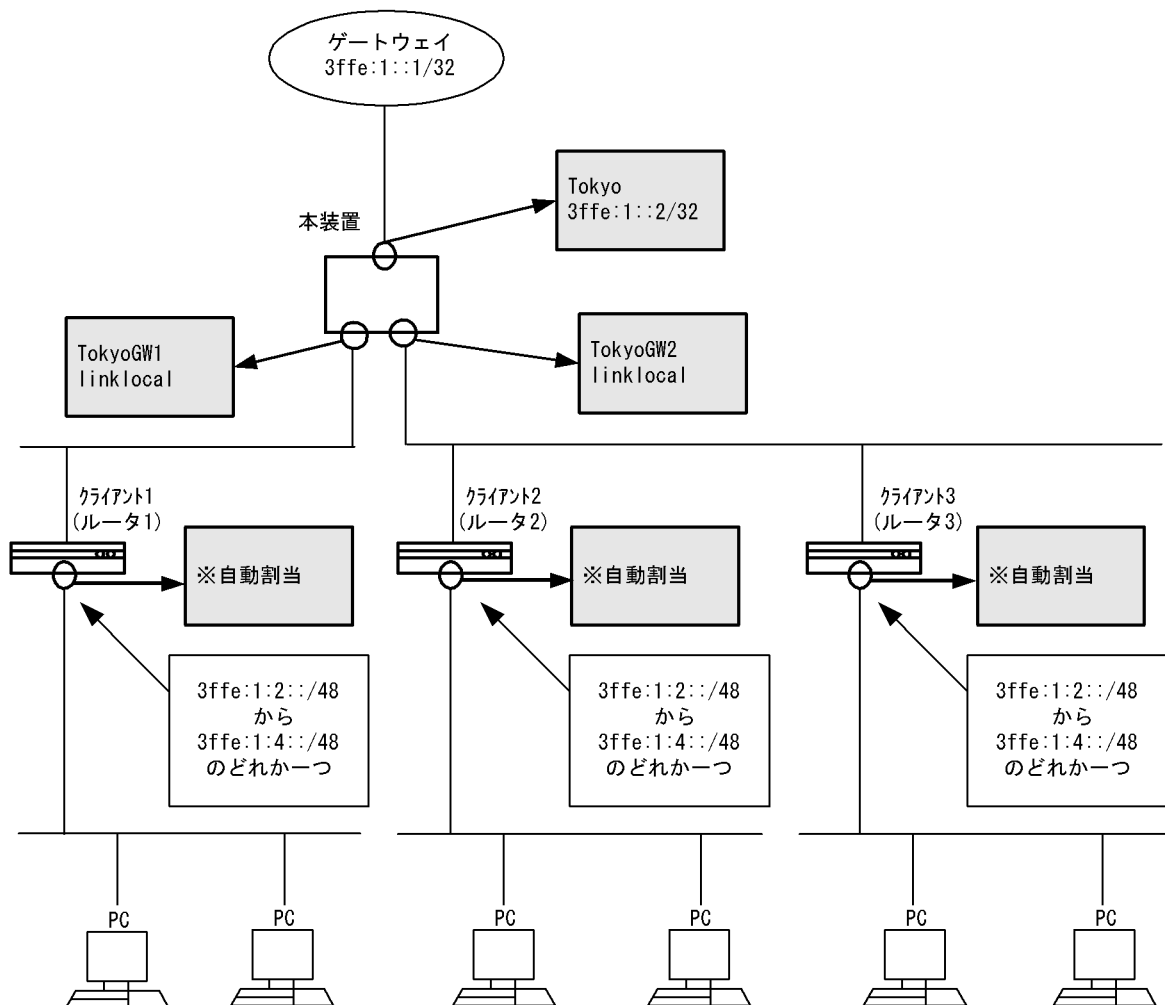 ゲートウェイ
3ffe:1::1/32
Tokyo
3ffe:1::2/32
本装置
TokyoGW1
linklocal
TokyoGW2
linklocal
クライアント1
(ルータ1)
クライアント2
(ルータ2)
クライアント3
(ルータ3)
※自動割当
※自動割当
※自動割当
3ffe:1:2::/48
から
3ffe:1:4::/48
のどれか一つ
3ffe:1:2::/48
から
3ffe:1:4::/48
のどれか一つ
3ffe:1:2::/48
から
3ffe:1:4::/48
のどれか一つ
PC
PC
PC
PC
PC
PC